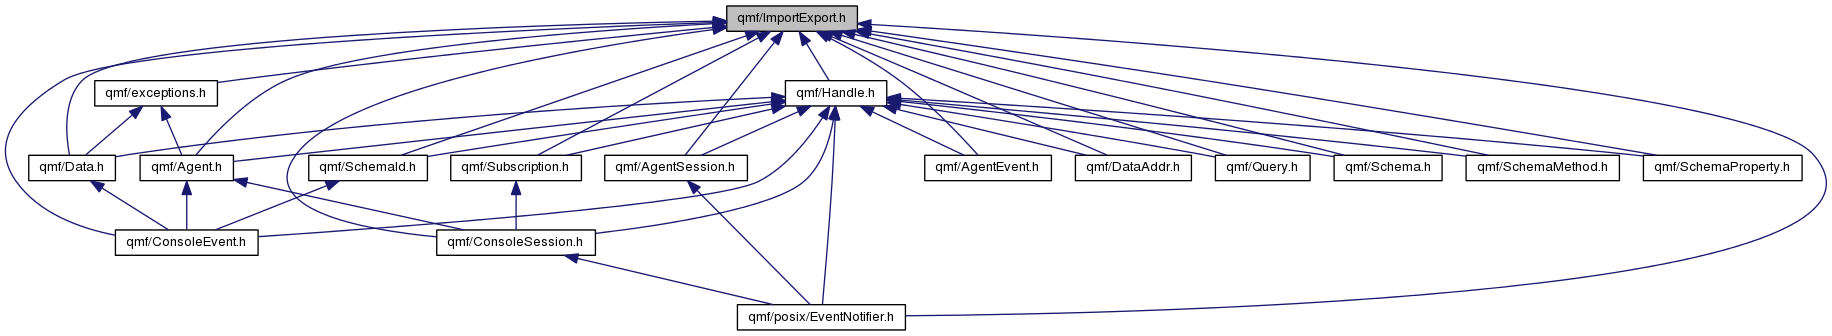 qmf/ImportExport.h
qmf/exceptions.h
qmf/Handle.h
qmf/Data.h
qmf/Agent.h
qmf/SchemaId.h
qmf/Subscription.h
qmf/AgentSession.h
qmf/AgentEvent.h
qmf/DataAddr.h
qmf/Query.h
qmf/Schema.h
qmf/SchemaMethod.h
qmf/SchemaProperty.h
qmf/ConsoleEvent.h
qmf/ConsoleSession.h
qmf/posix/EventNotifier.h